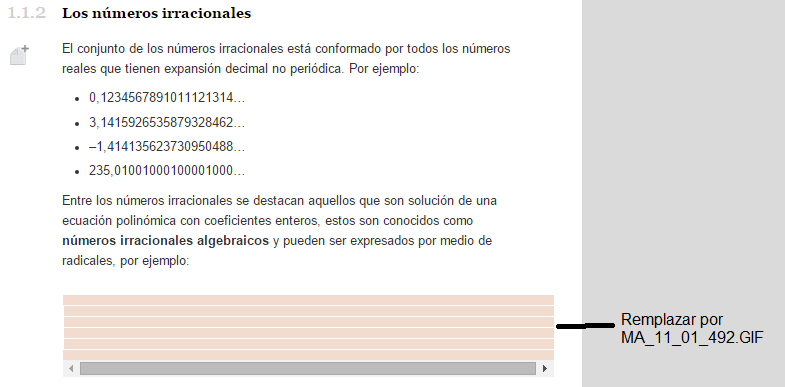 1.1.2 Los números irracionales
El conjunto de los números irracionales está conformado por todos los números
reales que tienen expansión decimal no periódica. Por ejemplo:
• 0,1234567891011121314…
• 3,1415926535879328462…
• –1,414135623730950488…
• 235,01001000100001000…
Entre los números irracionales se destacan aquellos que son solución de una
ecuación polinómica con coeficientes enteros, estos son conocidos como
números irracionales algebraicos y pueden ser expresados por medio de
radicales, por ejemplo:
Remplazar por
MA_11_01_492.GIF